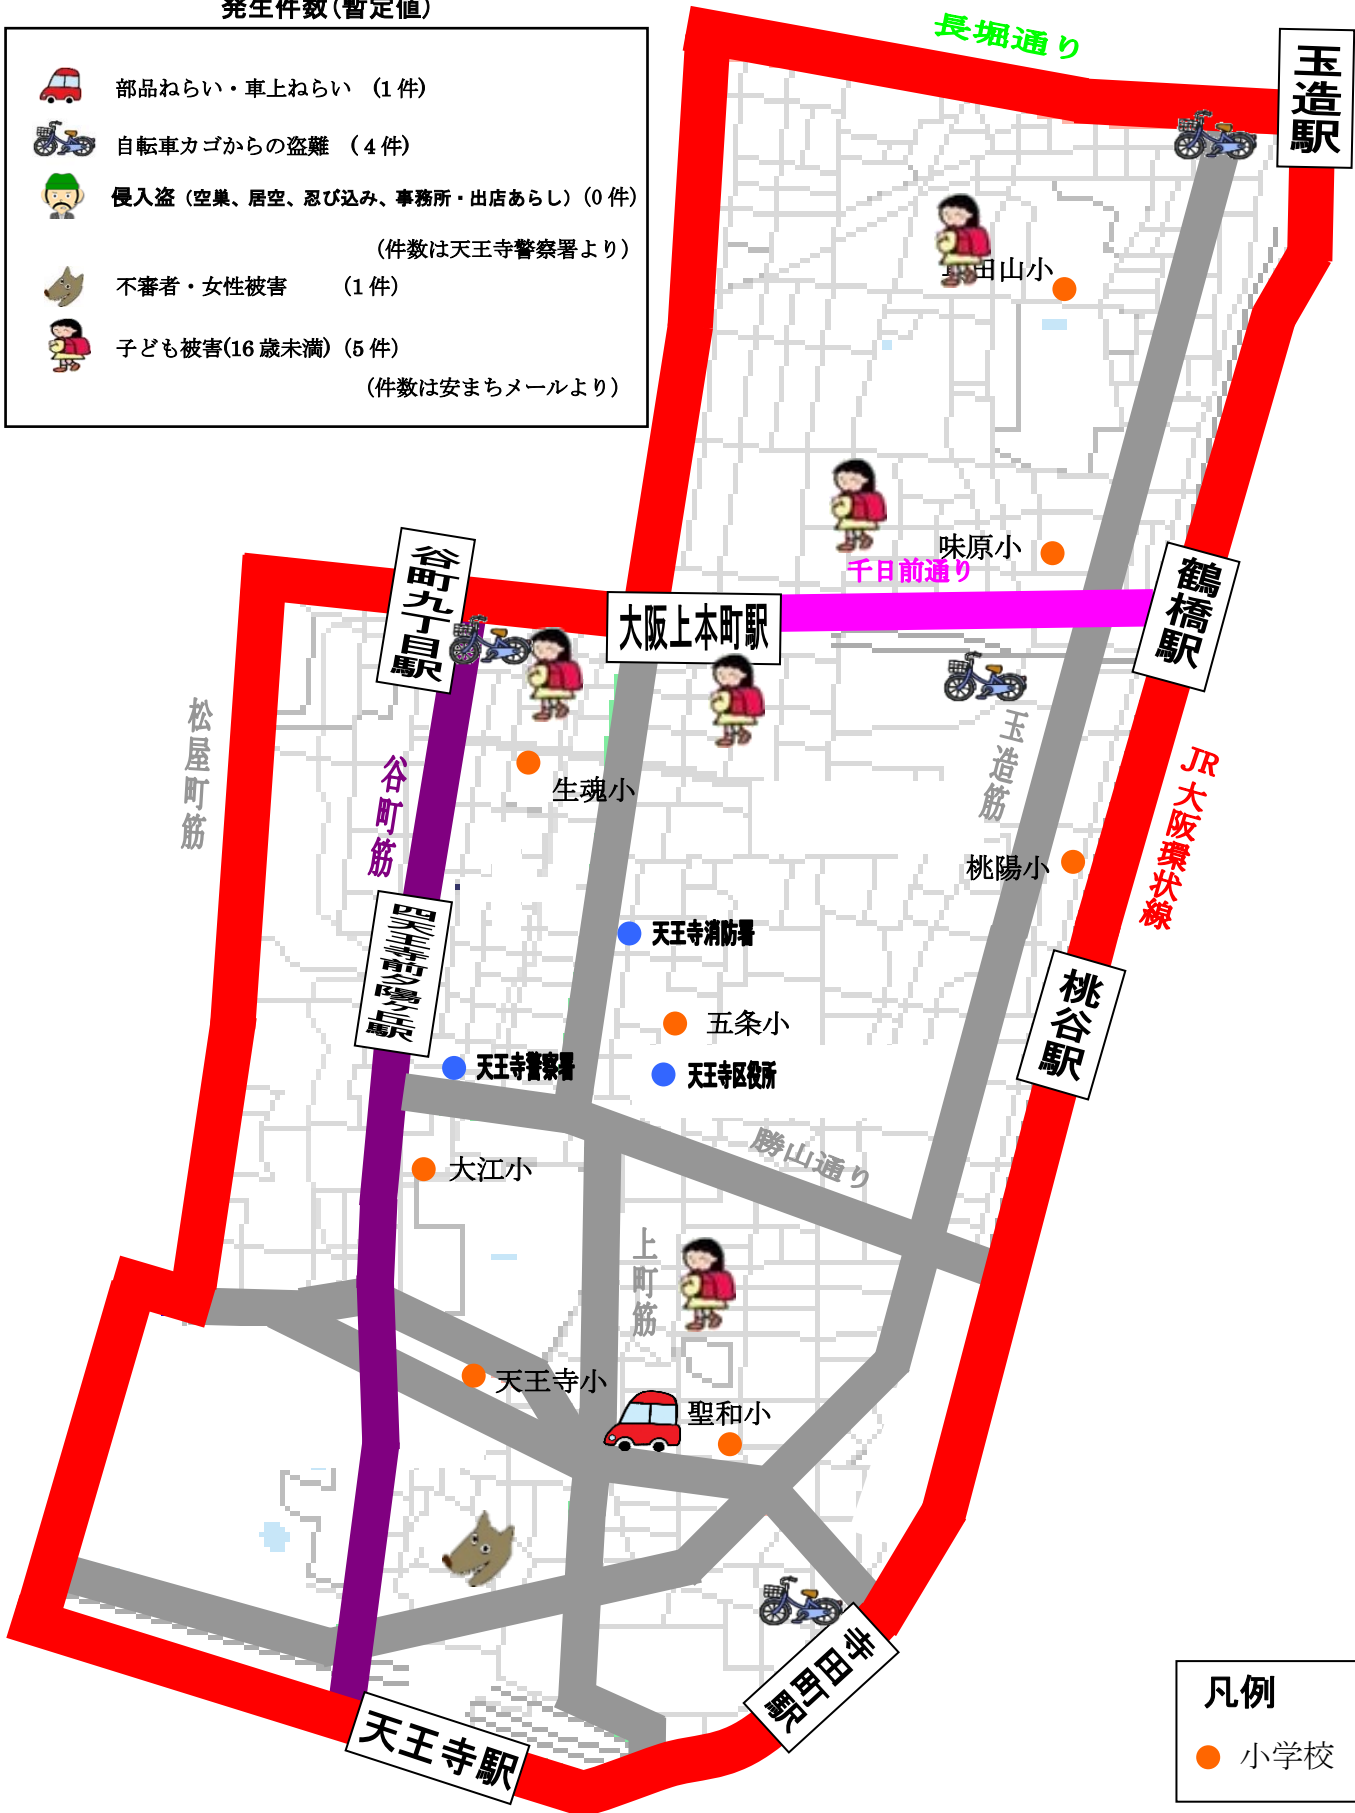 発生件数(暫定値)
部品ねらい・車上ねらい (1件)
自転車カゴからの盗難 (4件)
侵入盗(空巣、居空、忍び込み、事務所・出店あらし)(0件)
(件数は天王寺警察署より)
不審者・女性被害 (1件)
子ども被害(16歳未満)(5件)
(件数は安まちメールより)
長堀通り
玉造駅
田山小
味原小
千日前通り
鶴橋駅
谷町九丁目駅
大阪上本町駅
松屋町筋
谷町筋
生魂小
玉造筋
JR大阪環状線
桃陽小
四天王寺前夕陽ケ丘駅
天王寺消防署
五条小
桃谷駅
天王寺警察署
天王寺区役所
勝山通り
大江小
上町筋
天王寺小
聖和小
寺田町駅
天王寺駅
凡例
小学校